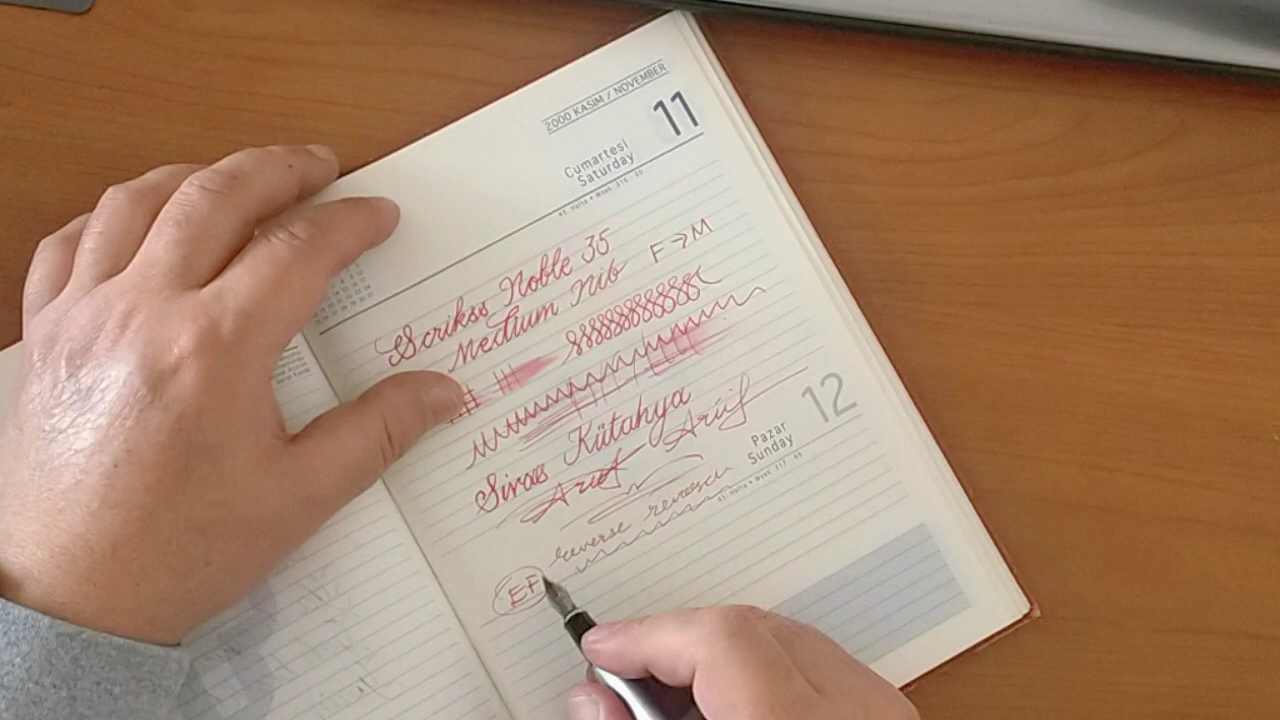 2000 KASIM / NOVEMBER
11
Cumartesi
Saturday
Scrikss Noble 35
Medium Nib F → M
Sivas Kütahya
Arif Arif
12
Pazar
Sunday
reverse
EF